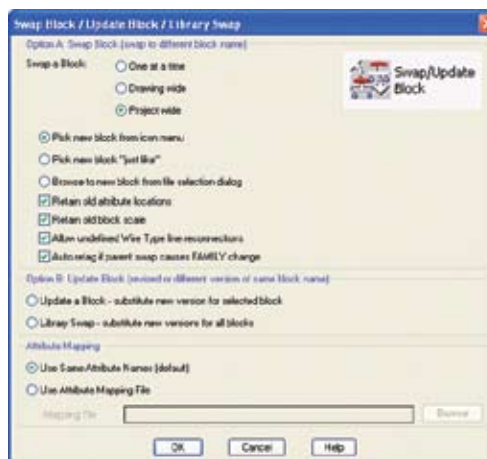 Swap Block / Update Block / Library Swap
Option A: Swap Block (swap to different block name)
Swap a Block:
One at a time
Drawing wide
Project wide
Swap/Update
Block
Pick new block from icon menu
Pick new block "just like"
Browse to new block from file selection dialog
Retain old attribute locations
Retain old block scale
Allow undefined Wire Type line reconnections
Auto retag if parent swap causes FAMILY change
Option B: Update Block (revised or different version of same block name)
Update a Block - substitute new version for selected block
Library Swap - substitute new versions for all blocks
Attribute Mapping
Use Same Attribute Names (default)
Use Attribute Mapping File
Mapping File
Browse
OK
Cancel
Help